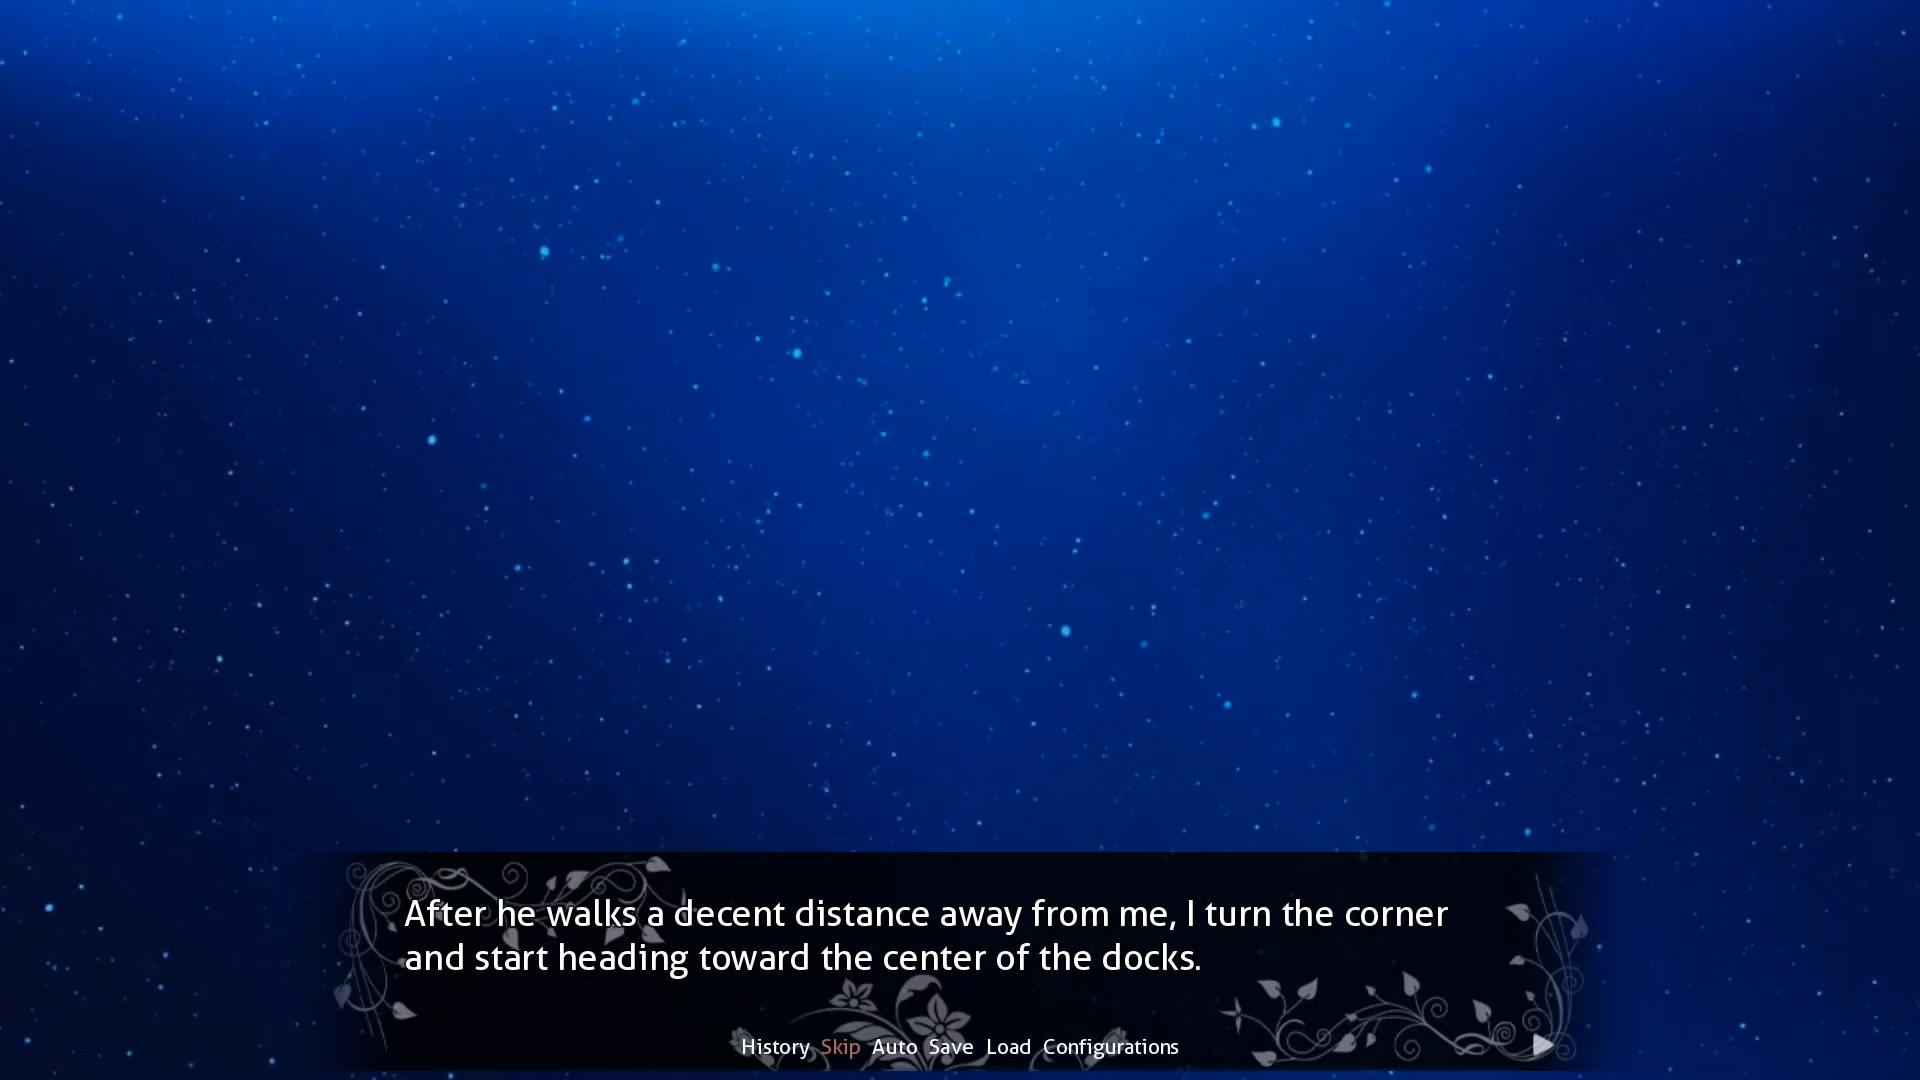 After he walks a decent distance away from me, I turn the corner
and start heading toward the center of the docks.
History Skip Auto Save Load Configurations